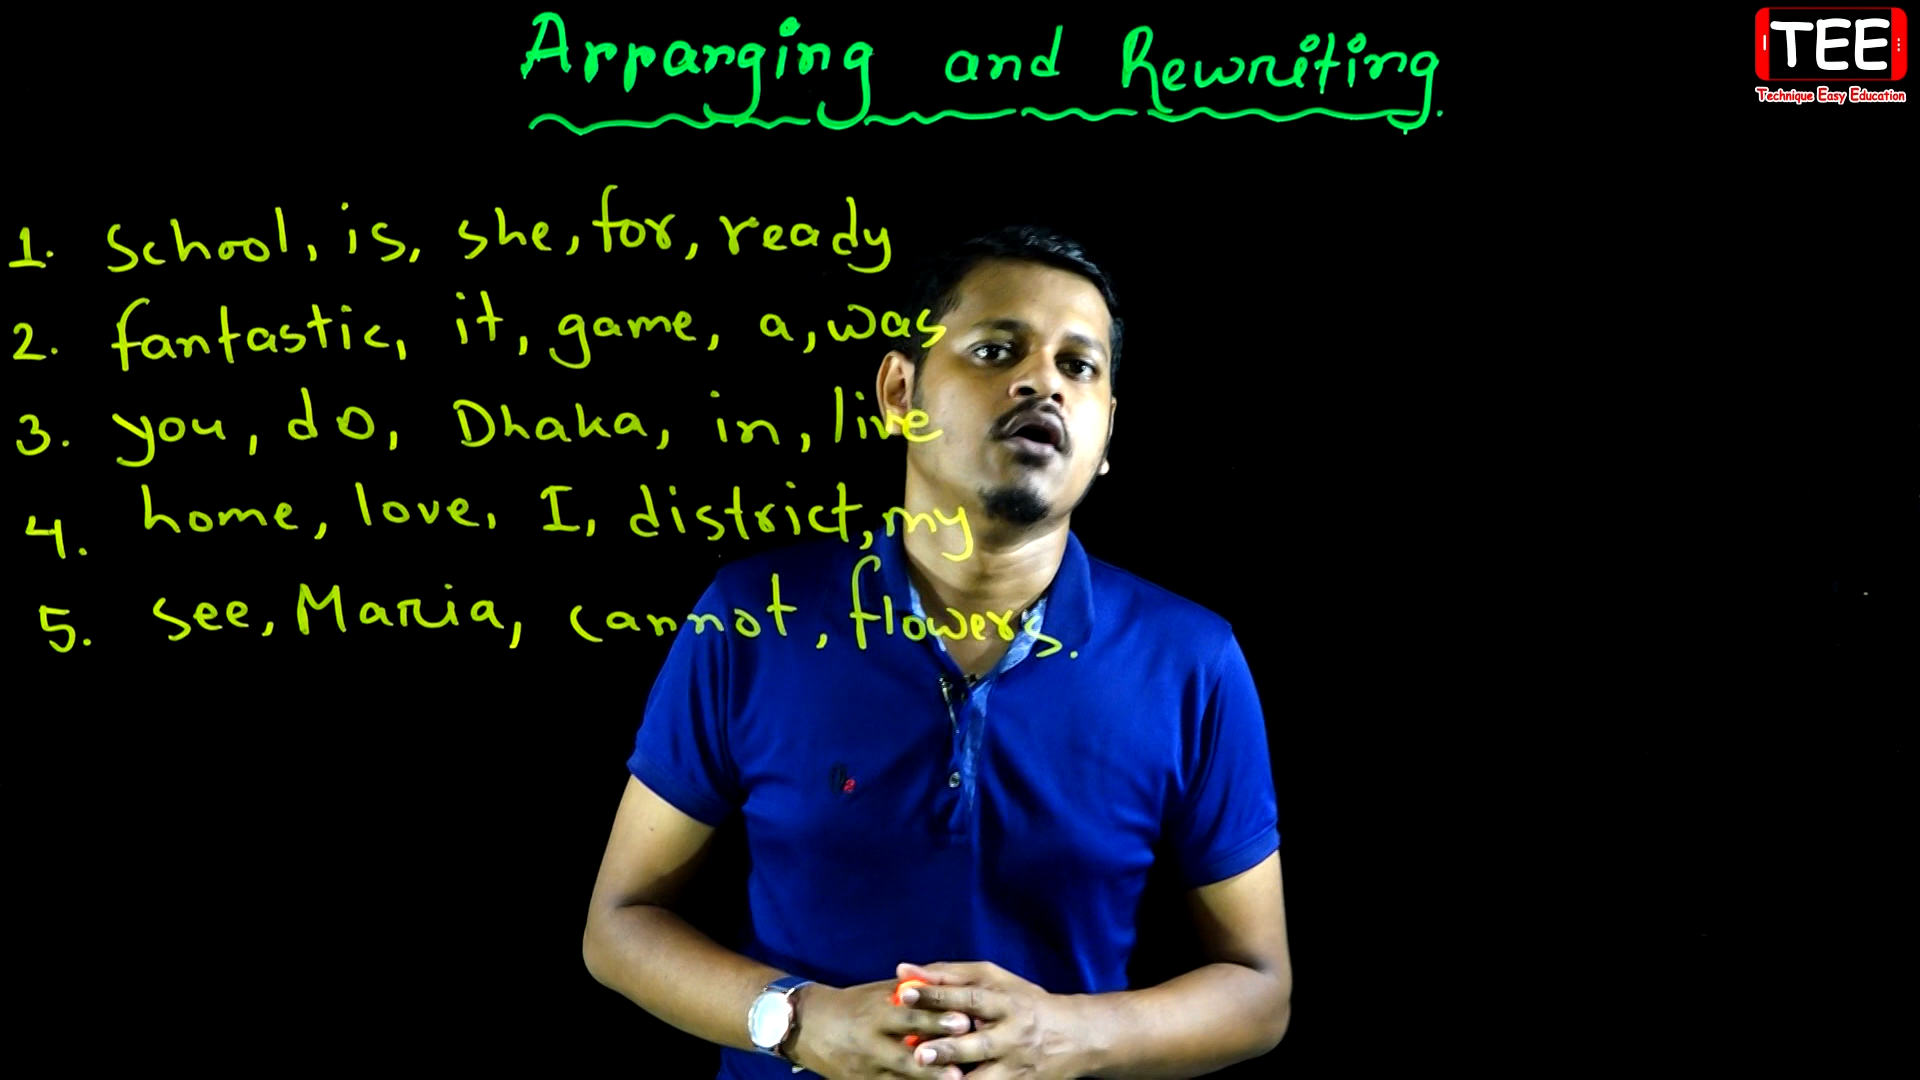 Arranging and Rewriting.
TEE
Technique Easy Education
1. School, is, she, for, ready
2. fantastic, it, game, a, was
3. you, do, Dhaka, in, live
4. home, love, I, district, my
5. see, Maria, cannot, flowers.